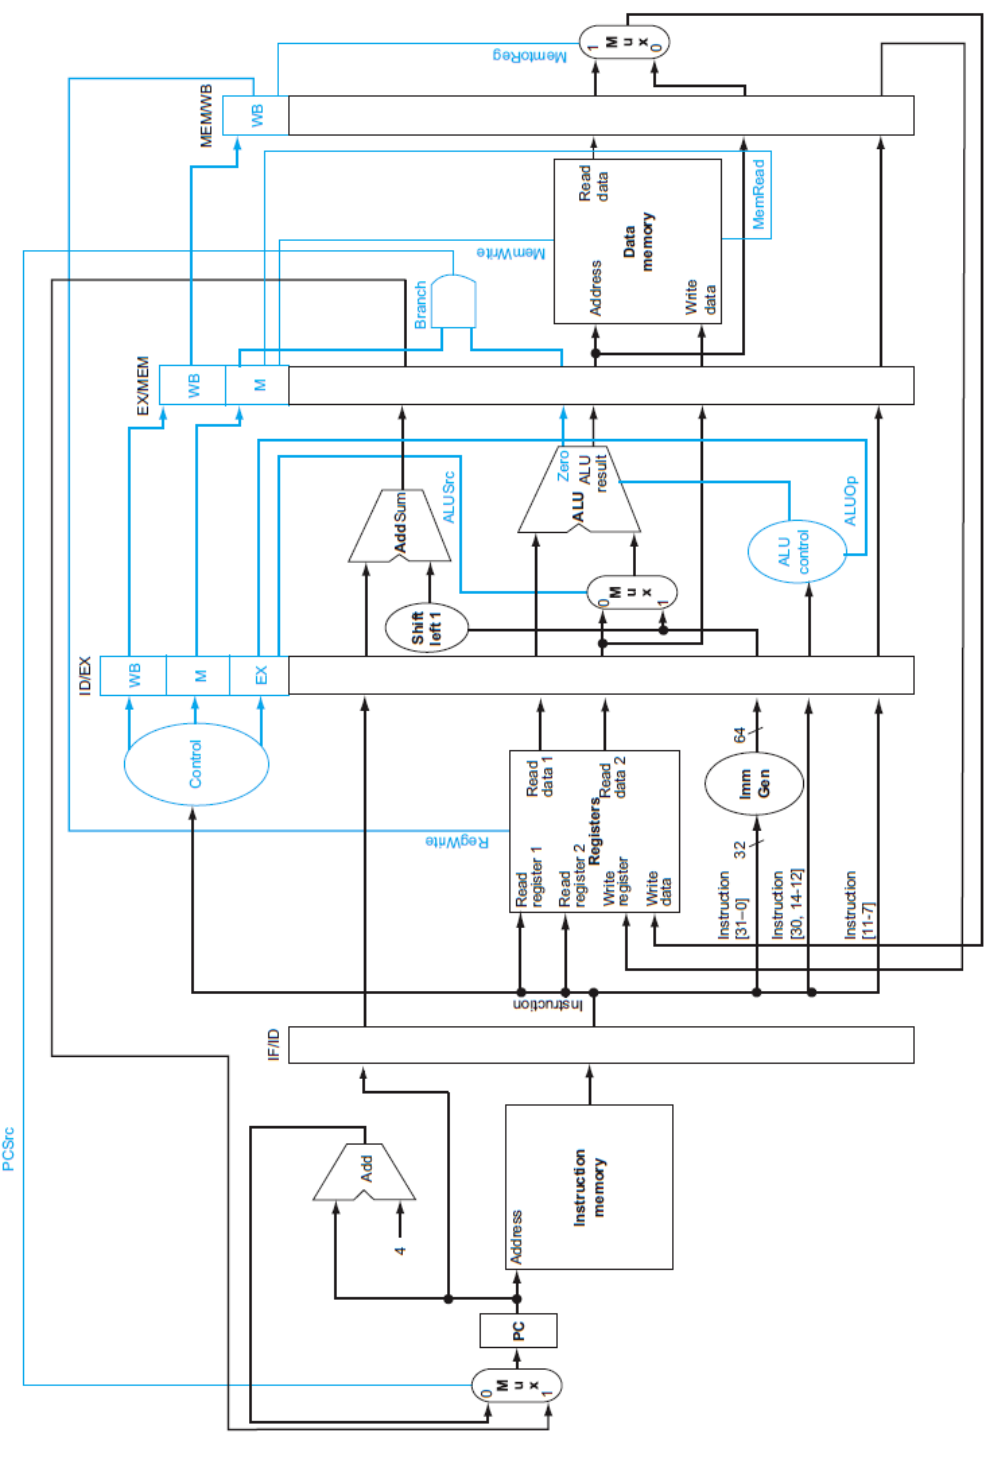 PCSrc
ID/EX
WB
M
EX
Control
EX/MEM
WB
M
MEM/WB
WB
IF/ID
Add
4
0
M
u
x
1
PC
Address
Instruction
memory
Instruction
RegWrite
Read
register 1
Read
register 2
Registers
Write
register
Write
data
Read
data 1
Read
data 2
Instruction
[31–0]
32
Imm
Gen
64
Instruction
[30, 14-12]
Instruction
[11-7]
Shift
left 1
Add Sum
ALUSrc
0
M
u
x
1
Zero
ALU
ALU
result
ALU
control
ALUOp
Branch
MemWrite
Address
Data
memory
Write
data
Read
data
MemRead
MemtoReg
1
M
u
x
0